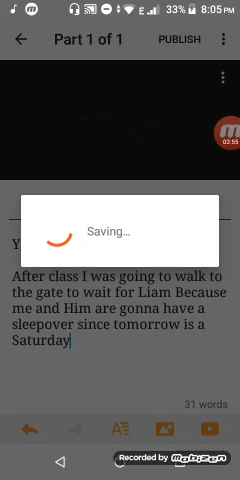 E 33% 8:05 PM
Part 1 of 1 PUBLISH
02:55
Saving...
Y
After class I was going to walk to
the gate to wait for Liam Because
me and Him are gonna have a
sleepover since tomorrow is a
Saturday
31 words
Recorded by mobizen